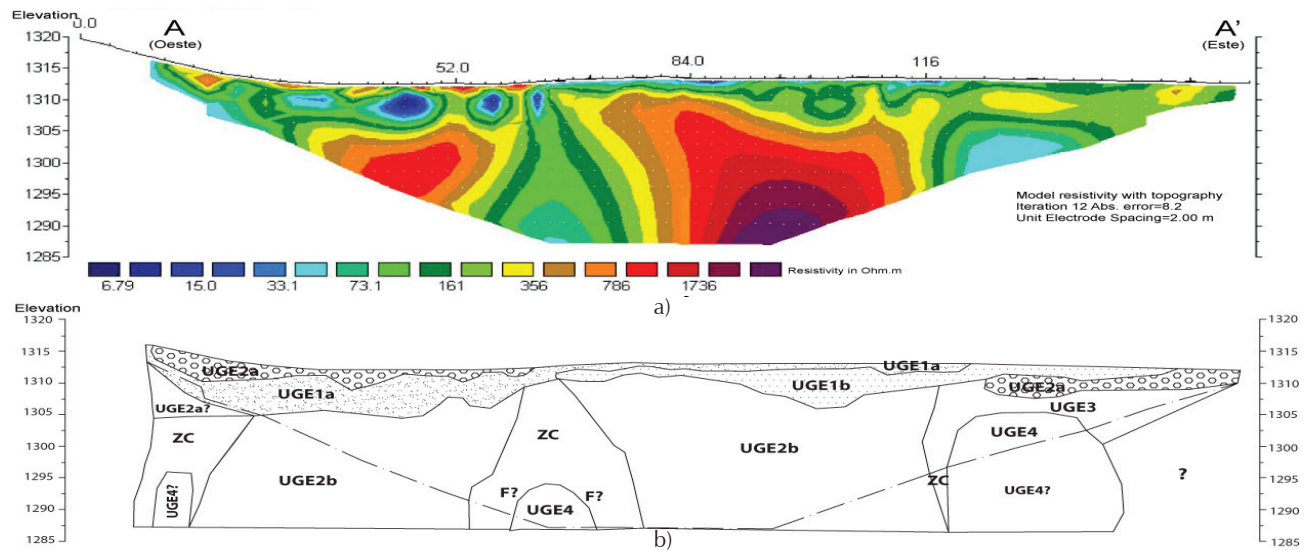 Elevation
A
(Oeste)
A'
(Este)
0.0
52.0
84.0
116
1320
1315
1310
1305
1300
1295
1290
1285
Model resistivity with topography
Iteration 12 Abs. error=8.2
Unit Electrode Spacing=2.00 m
6.79 15.0 33.1 73.1 161 356 786 1736 Resistivity in Ohm.m
a)
Elevation
1320 1320
1315 1315
1310 1310
1305 1305
1300 1300
1295 1295
1290 1290
1285 1285
UGE2a
UGE1a
UGE1a
UGE1b
UGE2a
UGE2a?
UGE3
ZC
ZC
UGE4
UGE2b
UGE2b
UGE4?
F?
F?
UGE4
ZC
UGE4?
?
b)